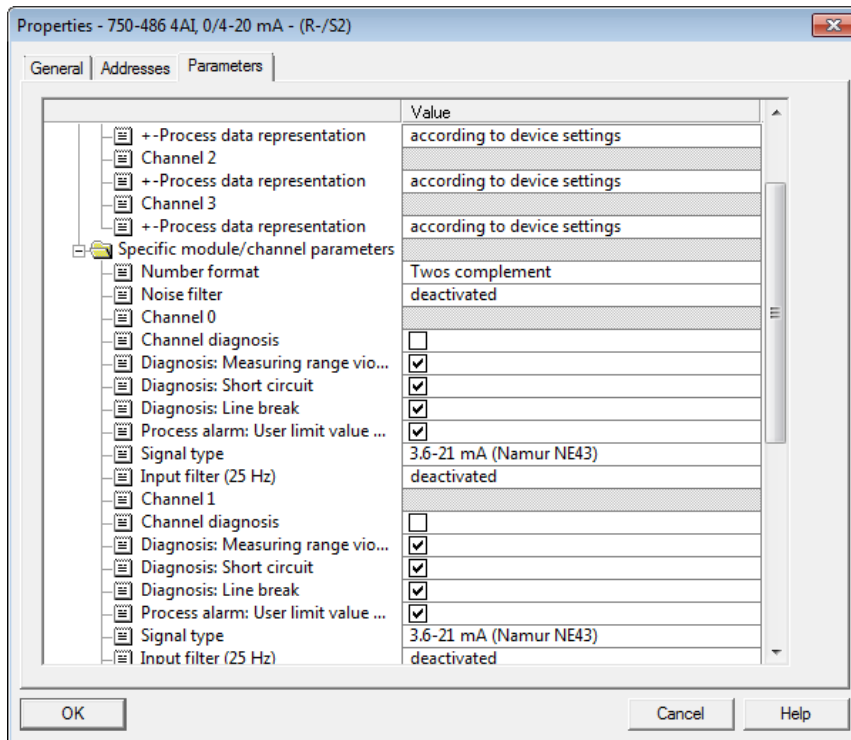 Properties - 750-486 4AI, 0/4-20 mA - (R-/S2)
General Addresses Parameters
Value
+-Process data representation according to device settings
Channel 2
+-Process data representation according to device settings
Channel 3
+-Process data representation according to device settings
Specific module/channel parameters
Number format Twos complement
Noise filter deactivated
Channel 0
Channel diagnosis
Diagnosis: Measuring range vio...
Diagnosis: Short circuit
Diagnosis: Line break
Process alarm: User limit value ...
Signal type 3.6-21 mA (Namur NE43)
Input filter (25 Hz) deactivated
Channel 1
Channel diagnosis
Diagnosis: Measuring range vio...
Diagnosis: Short circuit
Diagnosis: Line break
Process alarm: User limit value ...
Signal type 3.6-21 mA (Namur NE43)
Input filter (25 Hz) deactivated
OK Cancel Help